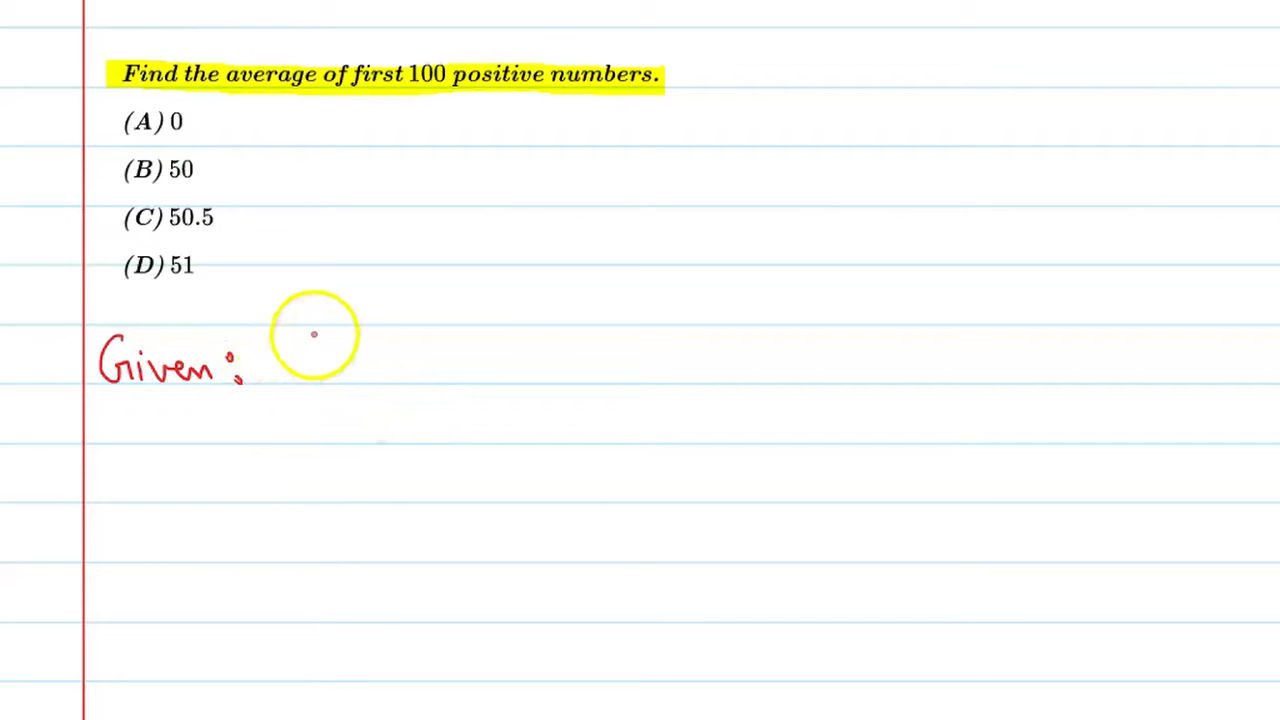 Find the average of first 100 positive numbers.
(A) 0
(B) 50
(C) 50.5
(D) 51
Given :